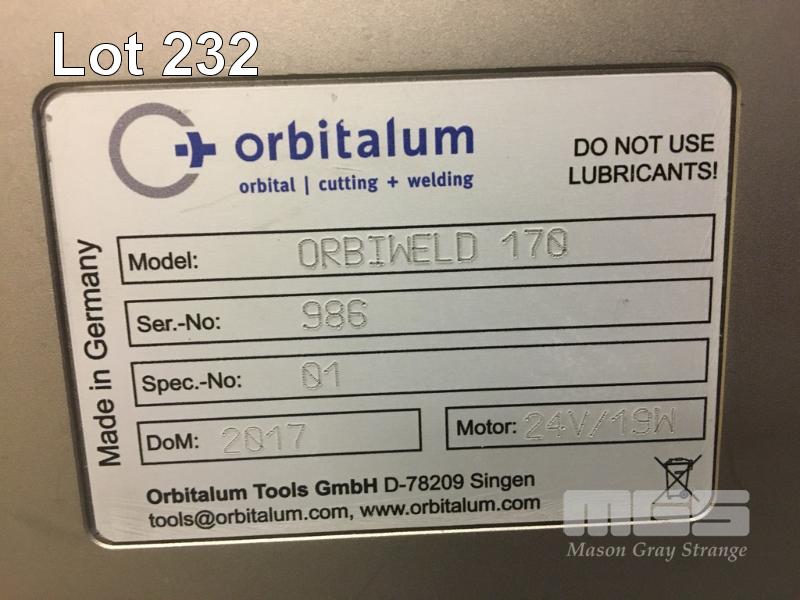 Lot 232
orbitalum
orbital | cutting + welding
DO NOT USE
LUBRICANTS!
Made in Germany
Model: ORBIWELD 170
Ser.-No: 986
Spec.-No: 01
DoM: 2017
Motor: 24V/19W
Orbitalum Tools GmbH D-78209 Singen
tools@orbitalum.com, www.orbitalum.com
mgs
Mason Gray Strange